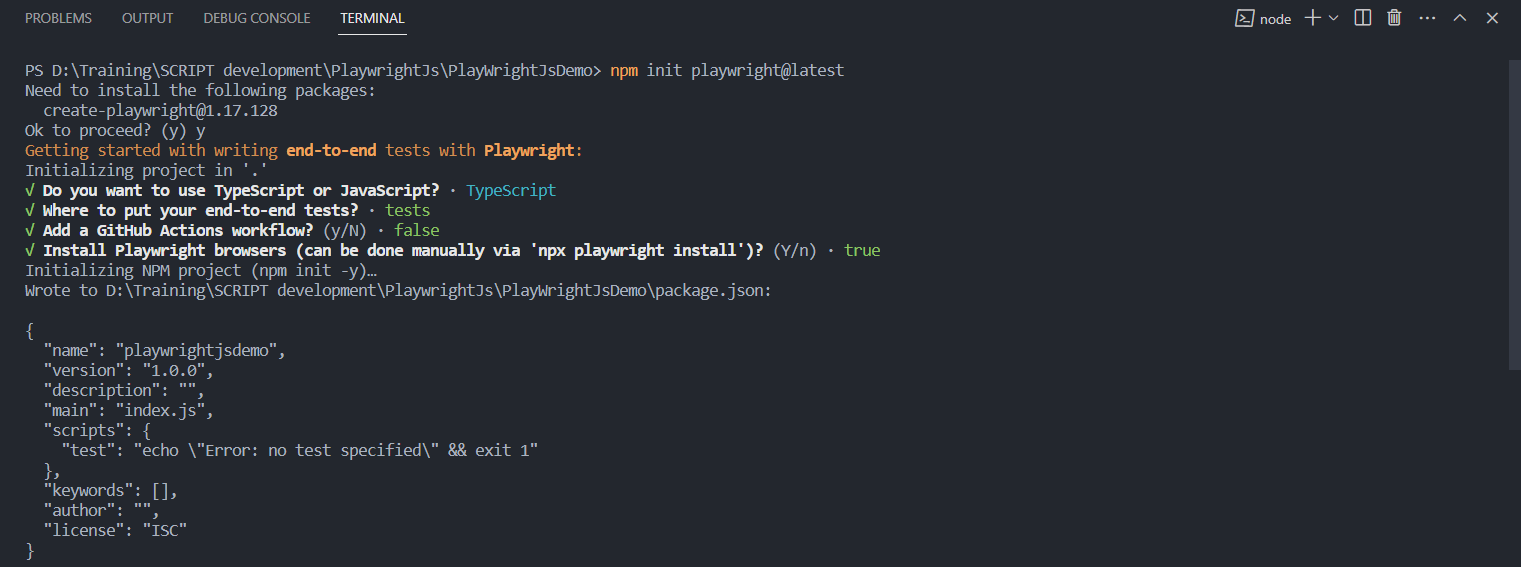 PROBLEMS OUTPUT DEBUG CONSOLE TERMINAL node
PS D:\Training\SCRIPT development\PlaywrightJs\PlayWrightJsDemo> npm init playwright@latest
Need to install the following packages:
  create-playwright@1.17.128
Ok to proceed? (y) y
Getting started with writing end-to-end tests with Playwright:
Initializing project in '.'
√ Do you want to use TypeScript or JavaScript? · TypeScript
√ Where to put your end-to-end tests? · tests
√ Add a GitHub Actions workflow? (y/N) · false
√ Install Playwright browsers (can be done manually via 'npx playwright install')? (Y/n) · true
Initializing NPM project (npm init -y)…
Wrote to D:\Training\SCRIPT development\PlaywrightJs\PlayWrightJsDemo\package.json:
{
  "name": "playwrightjsdemo",
  "version": "1.0.0",
  "description": "",
  "main": "index.js",
  "scripts": {
    "test": "echo \"Error: no test specified\" && exit 1"
  },
  "keywords": [],
  "author": "",
  "license": "ISC"
}